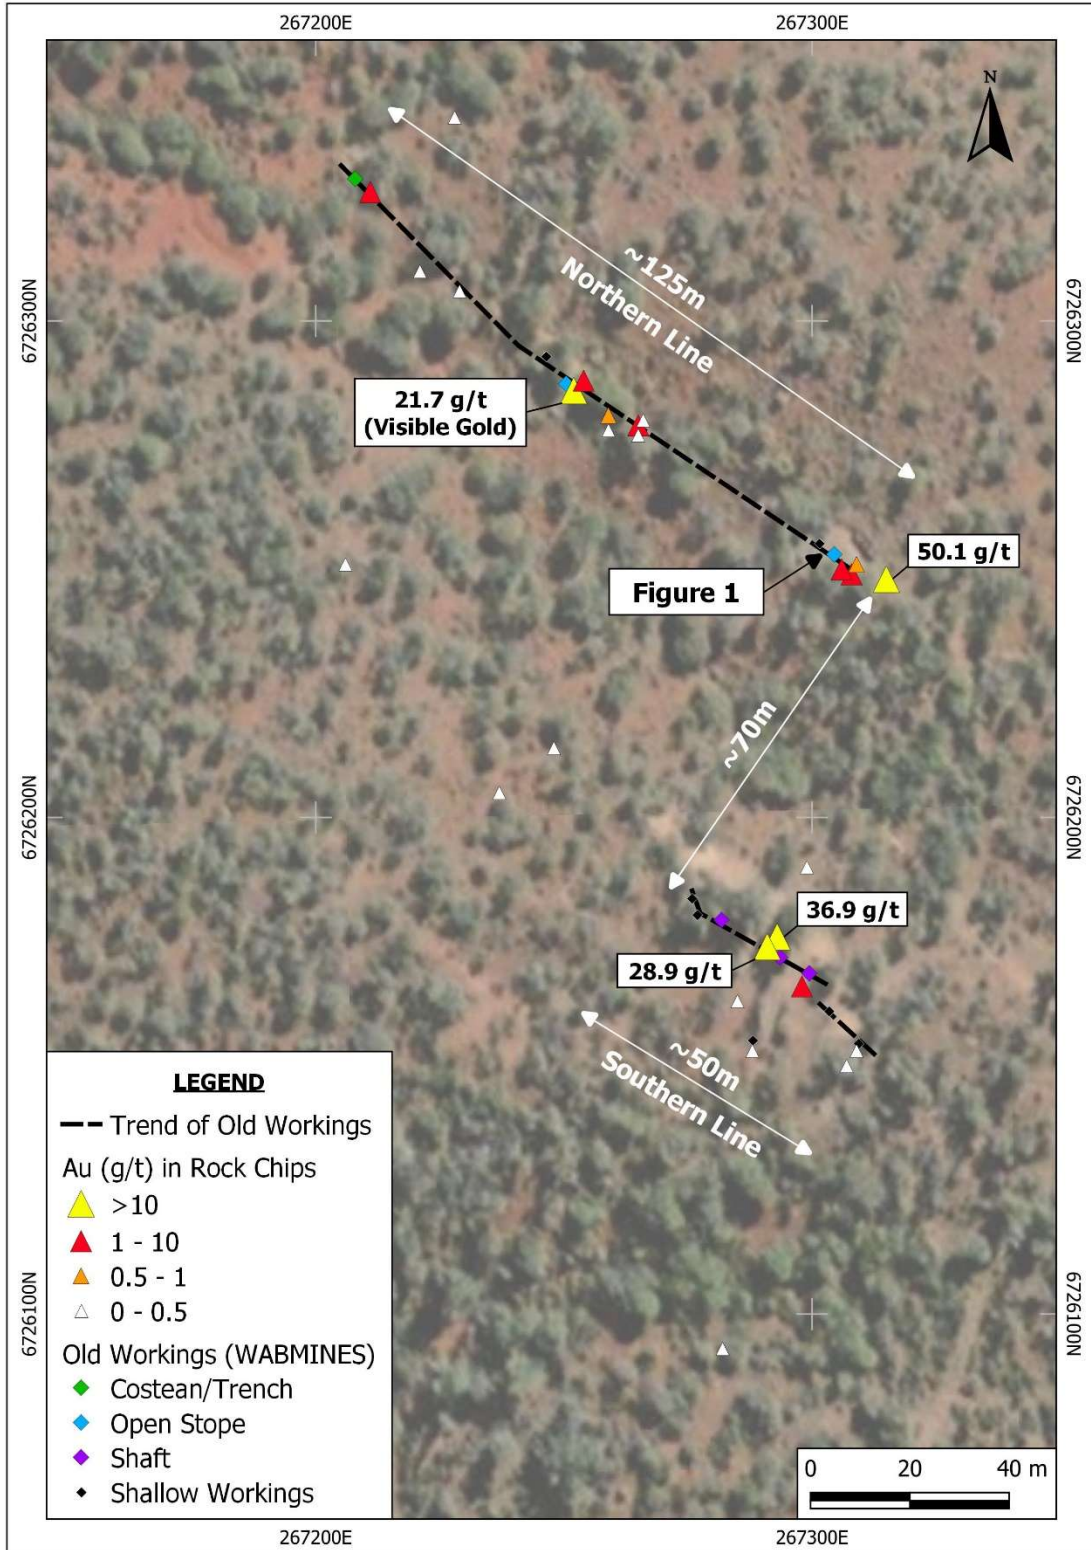 267200E
267300E
N
~125m
Northern Line
6726300N
6726300N
21.7 g/t
(Visible Gold)
50.1 g/t
Figure 1
~70m
6726200N
6726200N
36.9 g/t
28.9 g/t
~50m
Southern Line
LEGEND
Trend of Old Workings
Au (g/t) in Rock Chips
>10
1 - 10
0.5 - 1
0 - 0.5
Old Workings (WABMINES)
Costean/Trench
Open Stope
Shaft
Shallow Workings
6726100N
6726100N
0 20 40 m
267200E
267300E